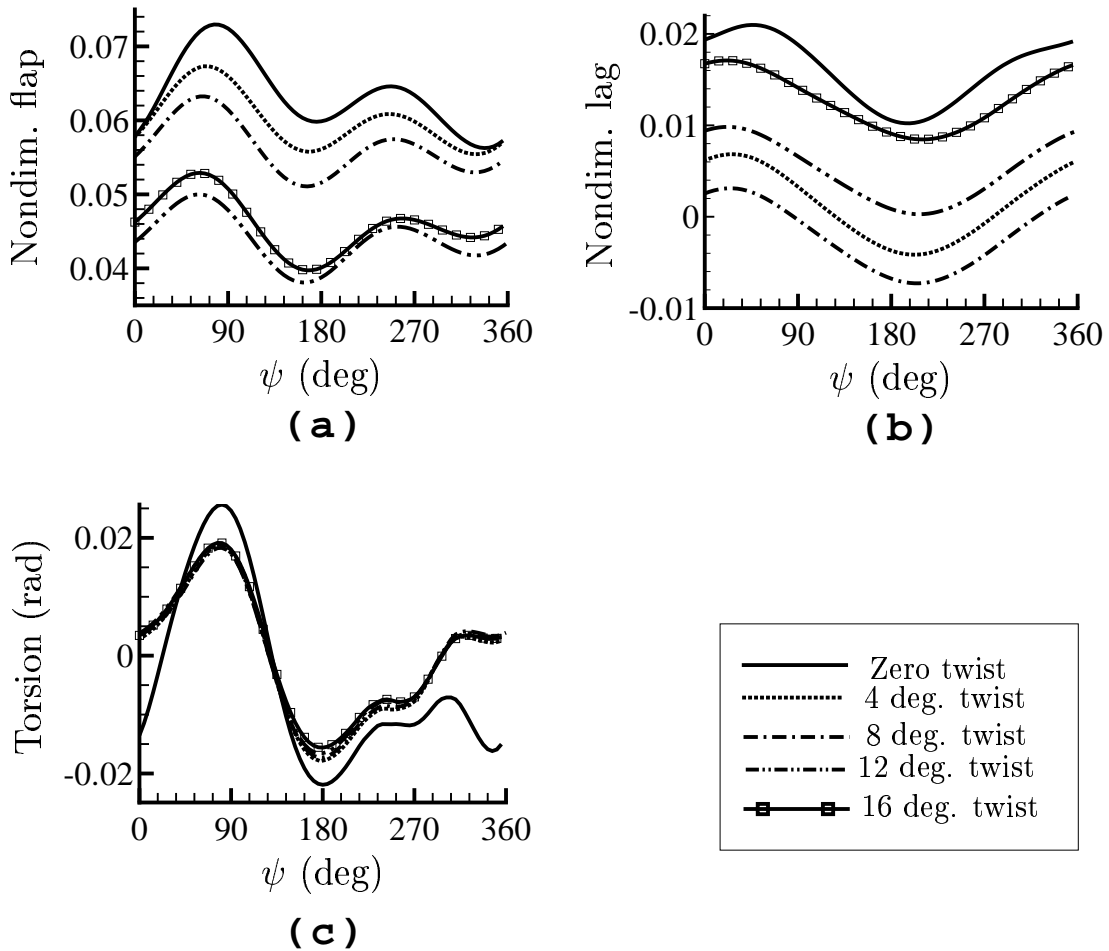 0.07
0.06
0.05
0.04
Nondim. flap
0 90 180 270 360
ψ (deg)
(a)
0.02
0.01
0
-0.01
Nondim. lag
0 90 180 270 360
ψ (deg)
(b)
0.02
0
-0.02
Torsion (rad)
0 90 180 270 360
ψ (deg)
(c)
Zero twist
4 deg. twist
8 deg. twist
12 deg. twist
16 deg. twist